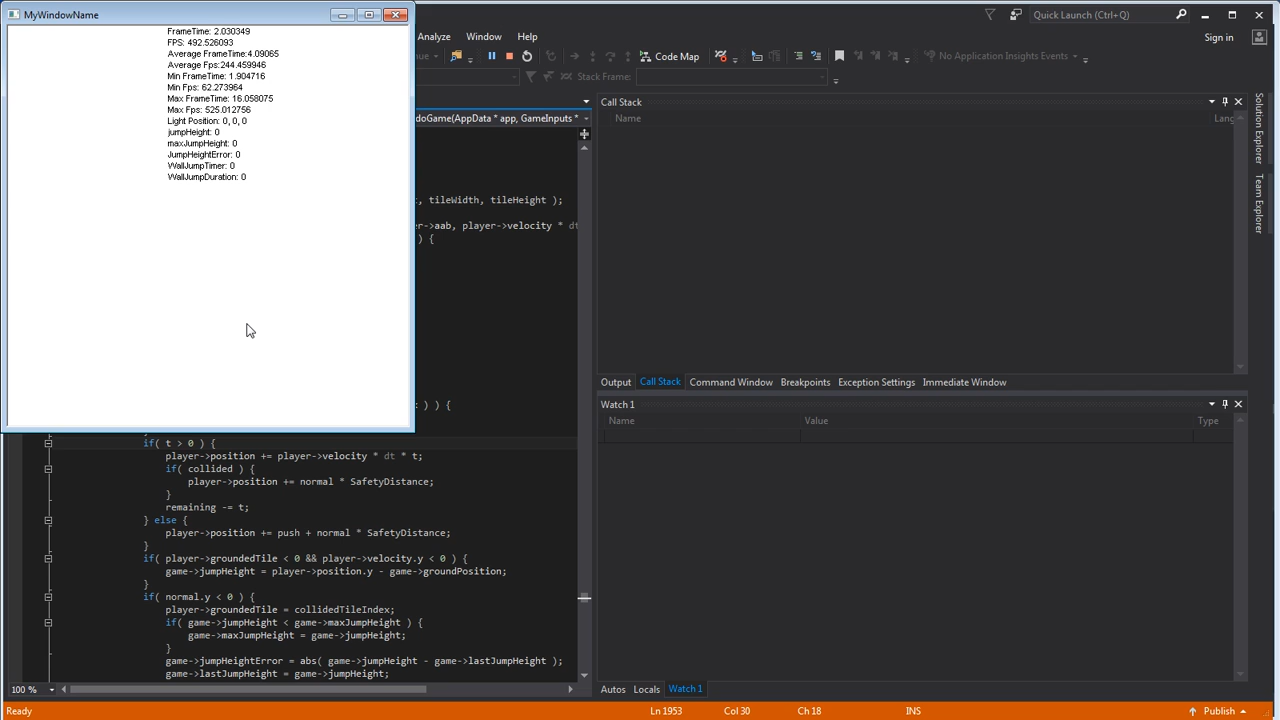 MyWindowName
FrameTime: 2.030349
FPS: 492.526093
Average FrameTime:4.09065
Average Fps:244.459946
Min FrameTime: 1.904716
Min Fps: 62.273964
Max FrameTime: 16.058075
Max Fps: 525.012756
Light Position: 0, 0, 0
jumpHeight: 0
maxJumpHeight: 0
JumpHeightError: 0
WallJumpTimer: 0
WallJumpDuration: 0
Quick Launch (Ctrl+Q)
Analyze Window Help
Sign in
Code Map
No Application Insights Events
Stack Frame:
doGame(AppData * app, GameInputs *
, tileWidth, tileHeight );
->aab, player->velocity * dt
) {
: ) ) {
if( t > 0 ) {
player->position += player->velocity * dt * t;
if( collided ) {
player->position += normal * SafetyDistance;
}
remaining -= t;
} else {
player->position += push + normal * SafetyDistance;
}
if( player->groundedTile < 0 && player->velocity.y < 0 ) {
game->jumpHeight = player->position.y - game->groundPosition;
}
if( normal.y < 0 ) {
player->groundedTile = collidedTileIndex;
if( game->jumpHeight < game->maxJumpHeight ) {
game->maxJumpHeight = game->jumpHeight;
}
game->jumpHeightError = abs( game->jumpHeight - game->lastJumpHeight );
game->lastJumpHeight = game->jumpHeight;
100 %
Call Stack
Name Lang
Output Call Stack Command Window Breakpoints Exception Settings Immediate Window
Watch 1
Name Value Type
Autos Locals Watch 1
Solution Explorer
Team Explorer
Ready Ln 1953 Col 30 Ch 18 INS Publish